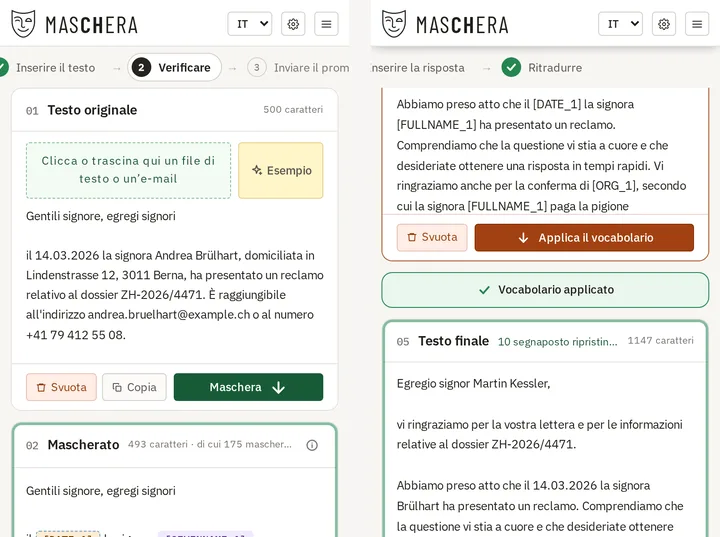 MASCHERA
IT
Inserire il testo → 2 Verificare → 3 Inviare il prom
01 Testo originale 500 caratteri
Clicca o trascina qui un file di
testo o un'e-mail
Esempio
Gentili signore, egregi signori
il 14.03.2026 la signora Andrea Brülhart, domiciliata in
Lindenstrasse 12, 3011 Berna, ha presentato un reclamo
relativo al dossier ZH-2026/4471. È raggiungibile
all'indirizzo andrea.bruelhart@example.ch o al numero
+41 79 412 55 08.
Svuota Copia Maschera
02 Mascherato 493 caratteri · di cui 175 mascher...
Gentili signore, egregi signori
MASCHERA
IT
nserire la risposta → Ritradurre
Abbiamo preso atto che il [DATE_1] la signora
[FULLNAME_1] ha presentato un reclamo.
Comprendiamo che la questione vi stia a cuore e che
desideriate ottenere una risposta in tempi rapidi. Vi
ringraziamo anche per la conferma di [ORG_1], secondo
cui la signora [FULLNAME_1] paga la pigione
Svuota Applica il vocabolario
Vocabolario applicato
05 Testo finale 10 segnaposto ripristin... 1147 caratteri
Egregio signor Martin Kessler,
vi ringraziamo per la vostra lettera e per le informazioni
relative al dossier ZH-2026/4471.
Abbiamo preso atto che il 14.03.2026 la signora
Brülhart ha presentato un reclamo. Comprendiamo che
la questione vi stia a cuore e che desideriate ottenere